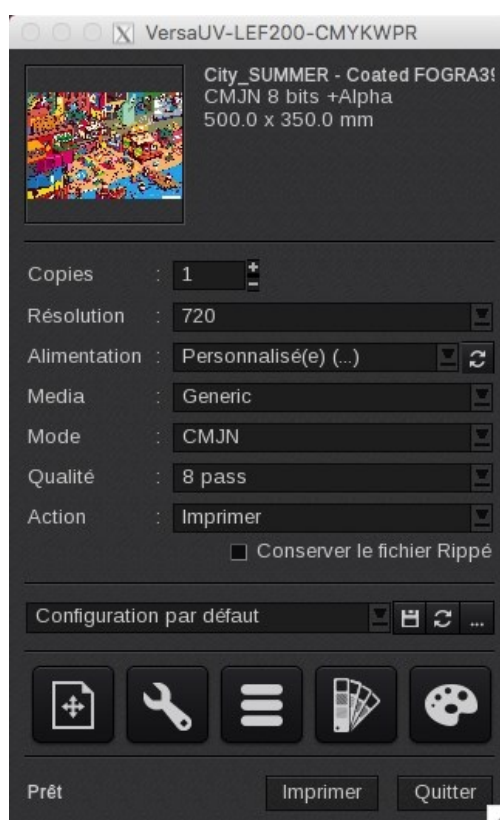 VersaUV-LEF200-CMYKWPR
City_SUMMER - Coated FOGRA39
CMJN 8 bits +Alpha
500.0 x 350.0 mm
Copies : 1
Résolution : 720
Alimentation : Personnalisé(e) (...)
Media : Generic
Mode : CMJN
Qualité : 8 pass
Action : Imprimer
Conserver le fichier Rippé
Configuration par défaut ...
Prêt Imprimer Quitter